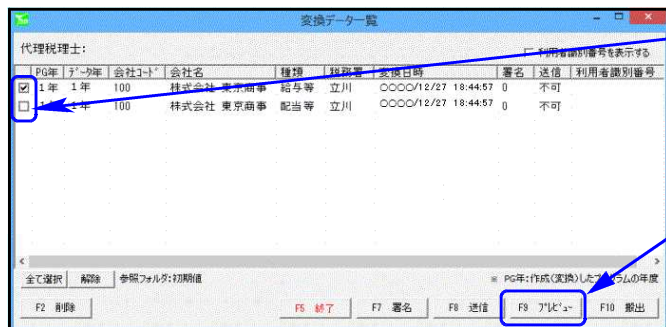 変換データ一覧
代理税理士:
利用者識別番号を表示する
PG年 データ年 会社コード 会社名 種類 税務署 変換日時 署名 送信 利用者識別番号
1年 1年 100 株式会社 東京商事 給与等 立川 〇〇〇〇/12/27 18:44:57 0 不可
1年 1年 100 株式会社 東京商事 配当等 立川 〇〇〇〇/12/27 18:44:57 0 不可
全て選択 解除 参照フォルダ:初期値 ※ PG年:作成(変換)したプログラムの年度
F2 削除 F5 終了 F7 署名 F8 送信 F9 プレビュー F10 搬出